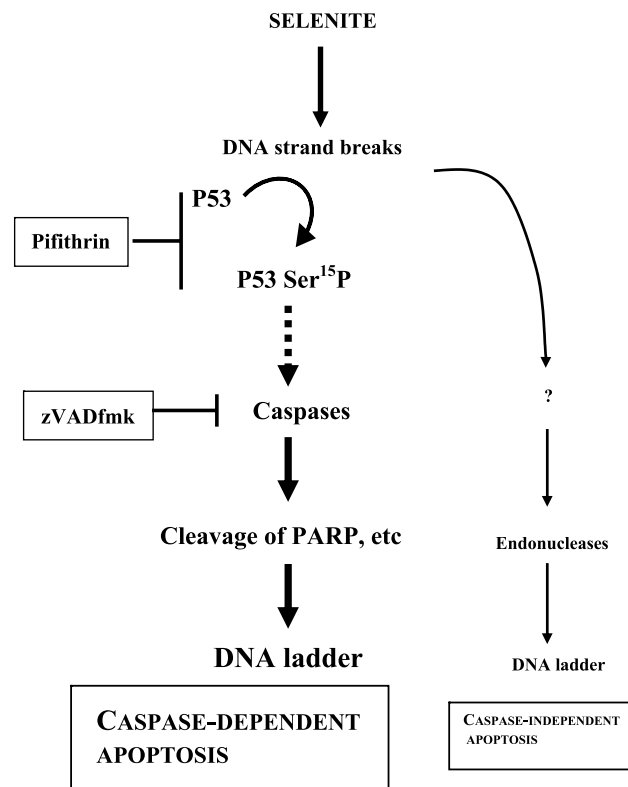 SELENITE
DNA strand breaks
P53
Pifithrin
P53 Ser¹⁵P
?
zVADfmk
Caspases
Cleavage of PARP, etc
Endonucleases
DNA ladder
DNA ladder
CASPASE-DEPENDENT
APOPTOSIS
CASPASE-INDEPENDENT
APOPTOSIS